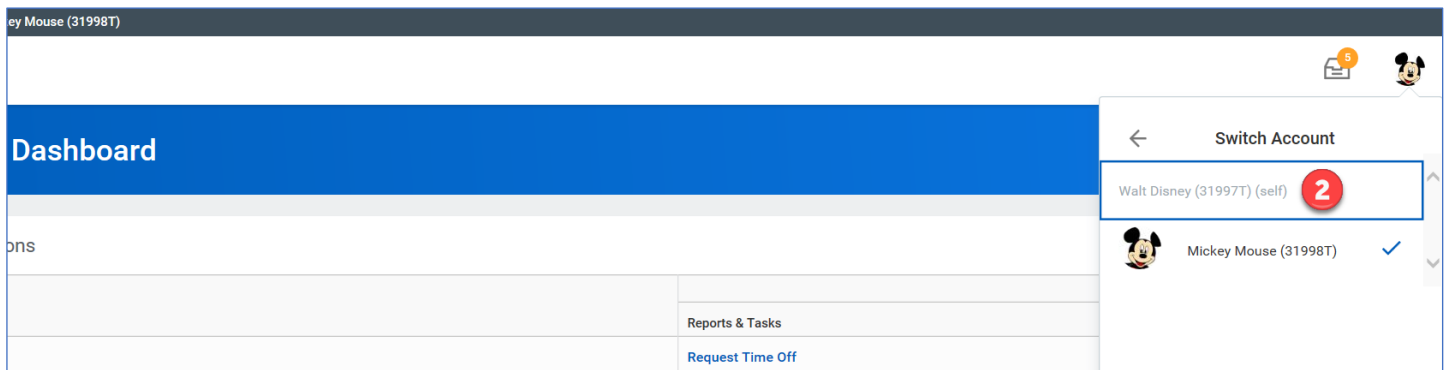 ey Mouse (31998T)
5
Dashboard
Switch Account
Walt Disney (31997T) (self) 2
Mickey Mouse (31998T)
ons
Reports & Tasks
Request Time Off